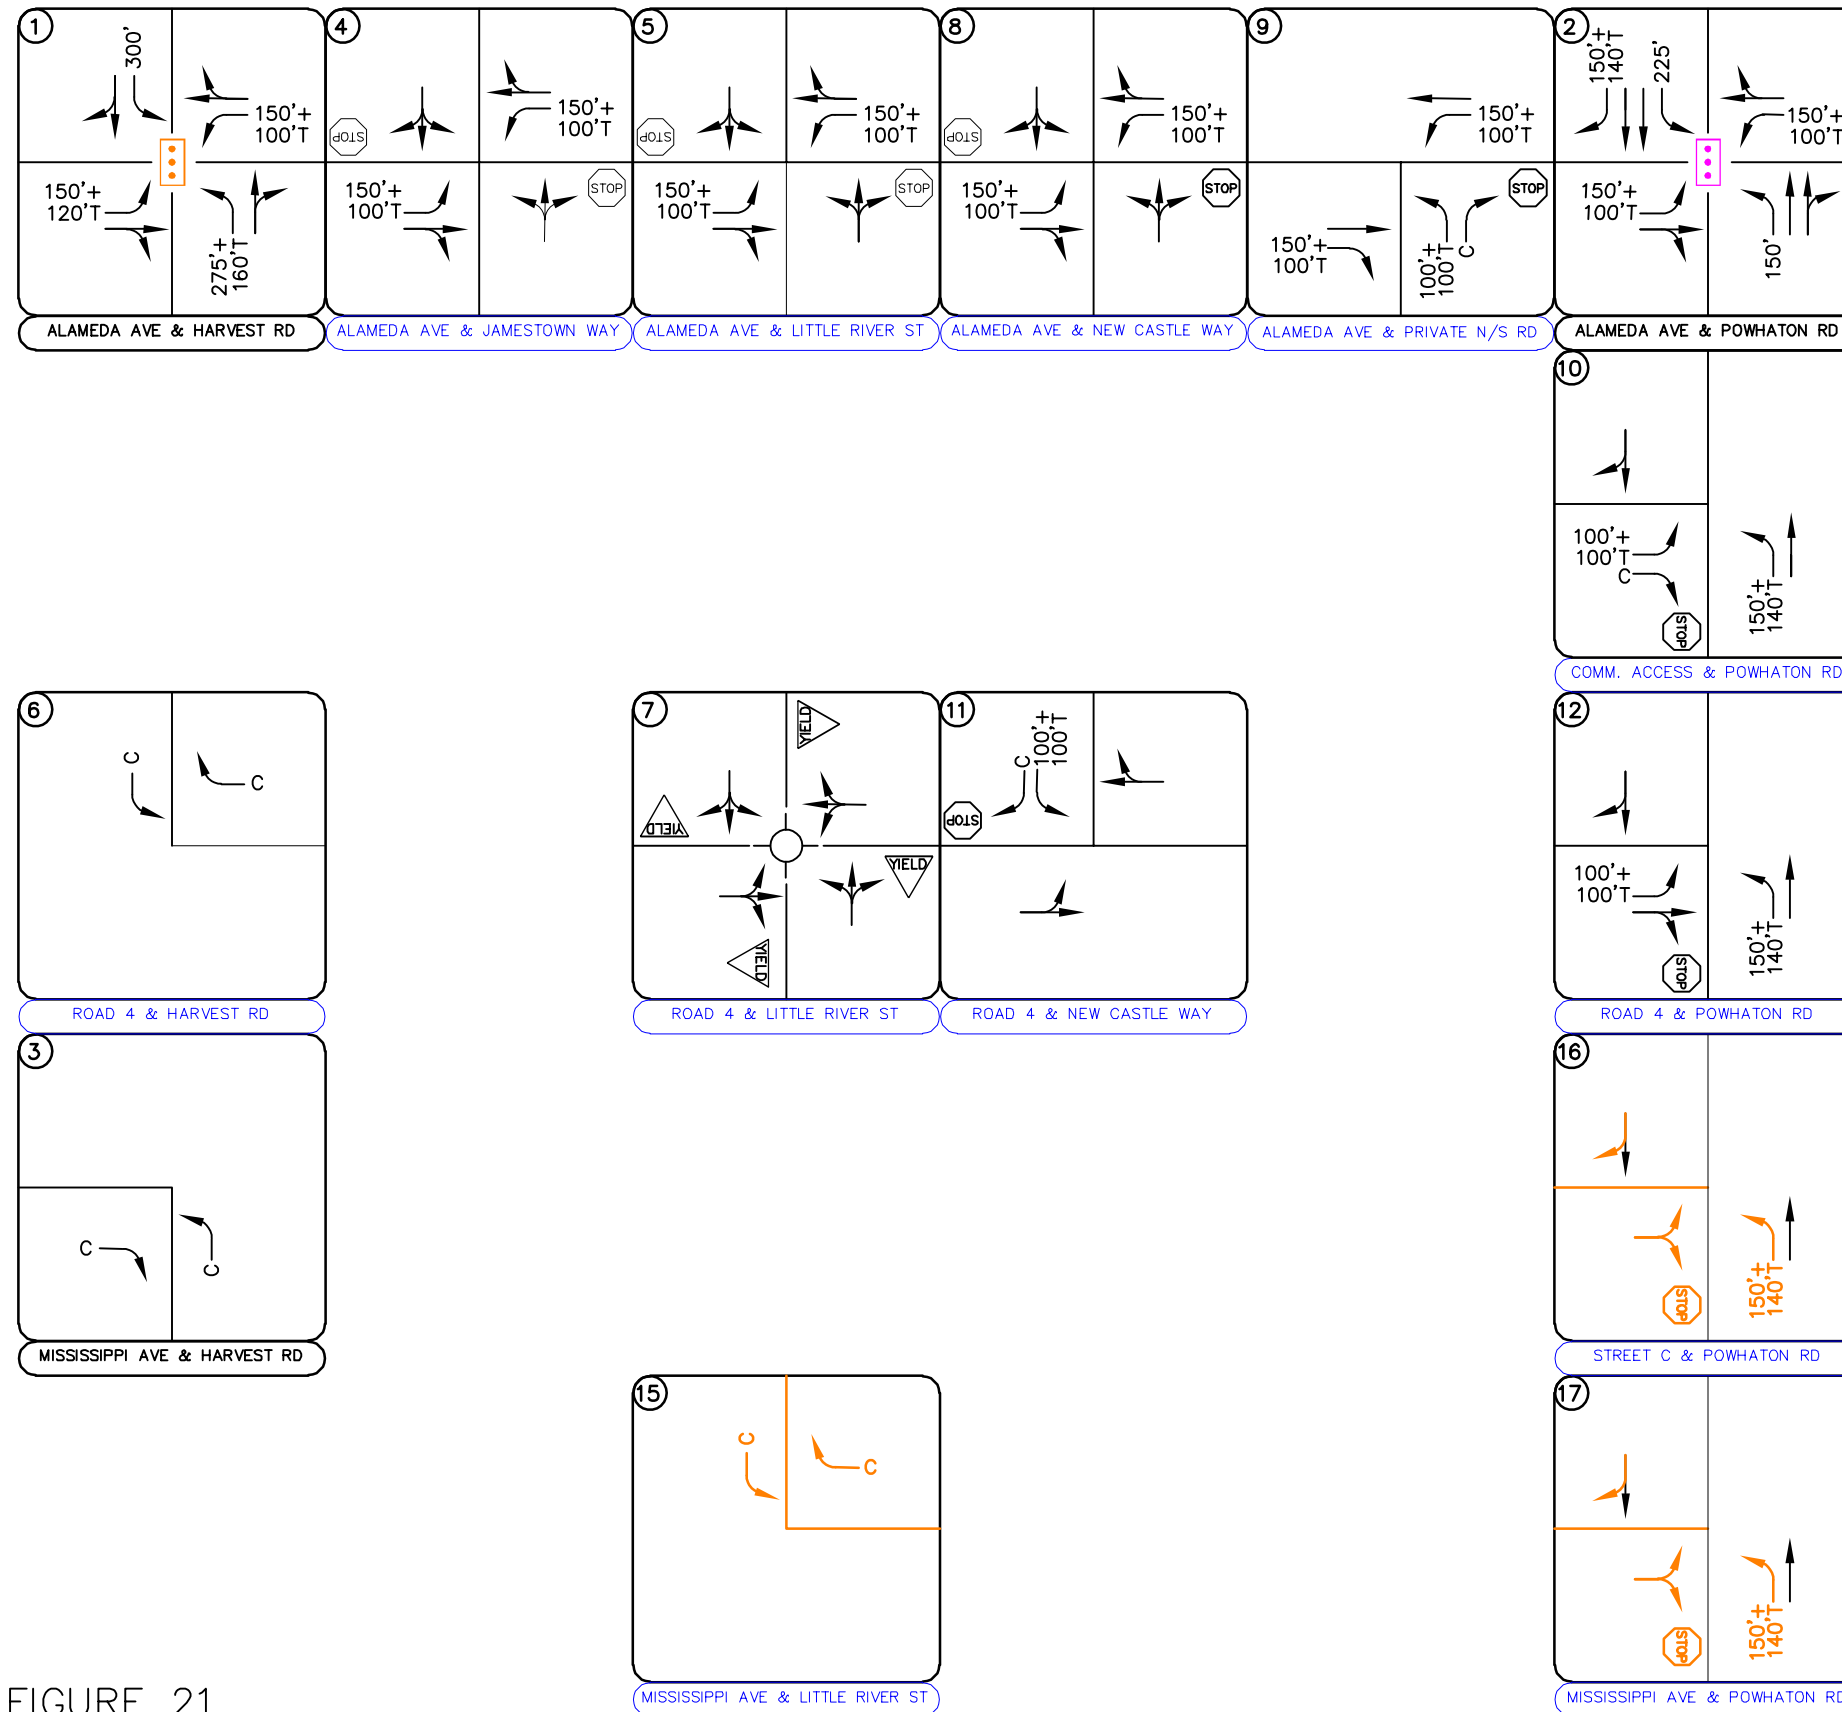 1
300'
150'+
100'T
150'+
120'T
275'+
160'T
ALAMEDA AVE & HARVEST RD
4
STOP
150'+
100'T
150'+
100'T
STOP
ALAMEDA AVE & JAMESTOWN WAY
5
STOP
150'+
100'T
150'+
100'T
STOP
ALAMEDA AVE & LITTLE RIVER ST
8
STOP
150'+
100'T
150'+
100'T
STOP
ALAMEDA AVE & NEW CASTLE WAY
9
150'+
100'T
150'+
100'T
100'+
100'T
C
STOP
ALAMEDA AVE & PRIVATE N/S RD
2
150'+
140'T
225'
150'+
100'T
150'+
100'T
150'
ALAMEDA AVE & POWHATON RD
10
100'+
100'T
C
STOP
150'+
140'T
COMM. ACCESS & POWHATON RD
6
C
C
ROAD 4 & HARVEST RD
7
YIELD
YIELD
YIELD
YIELD
ROAD 4 & LITTLE RIVER ST
11
C
100'+
100'T
STOP
ROAD 4 & NEW CASTLE WAY
12
100'+
100'T
STOP
150'+
140'T
ROAD 4 & POWHATON RD
3
C
C
MISSISSIPPI AVE & HARVEST RD
16
STOP
150'+
140'T
STREET C & POWHATON RD
15
C
C
MISSISSIPPI AVE & LITTLE RIVER ST
17
STOP
150'+
140'T
MISSISSIPPI AVE & POWHATON RD
FIGURE 21